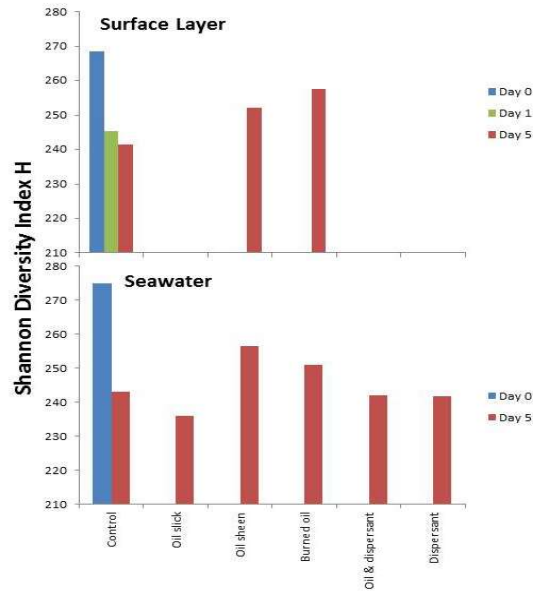 Surface Layer
280
270
260
250
240
230
220
210
Day 0
Day 1
Day 5
Shannon Diversity Index H
Seawater
280
270
260
250
240
230
220
210
Day 0
Day 5
Control
Oil slick
Oil sheen
Burned oil
Oil & dispersant
Dispersant